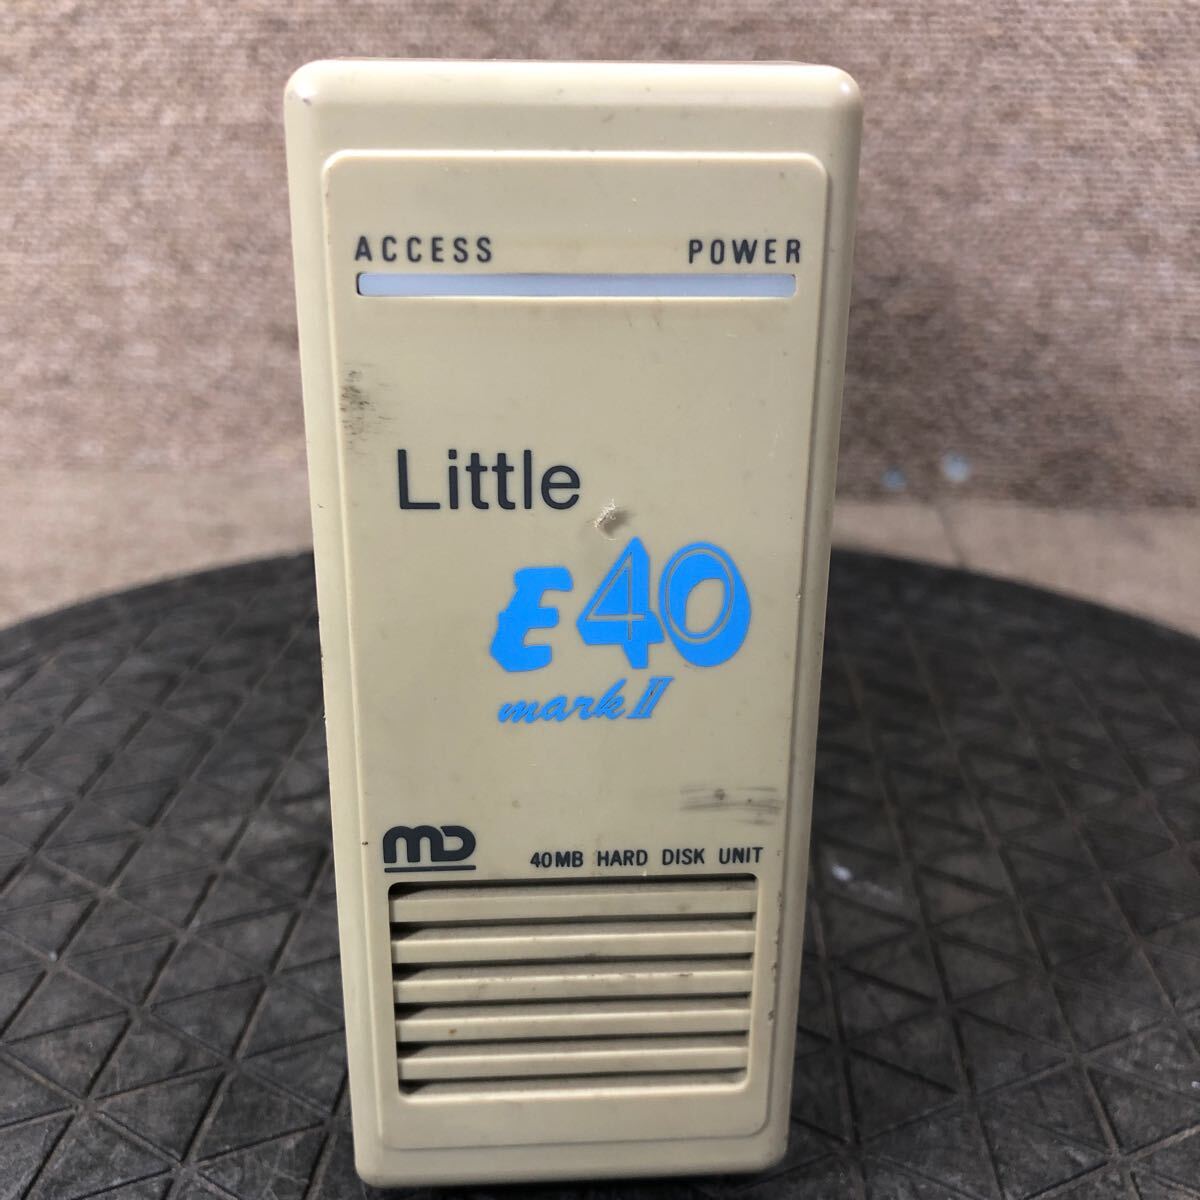 ACCESS POWER
Little
E40
mark II
MD
40MB HARD DISK UNIT